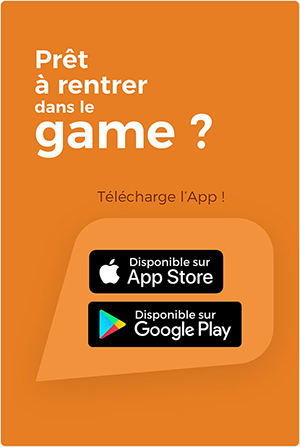 Prêt
à rentrer
dans le
game ?
Télécharge l'App !
Disponible sur
App Store
Disponible sur
Google Play